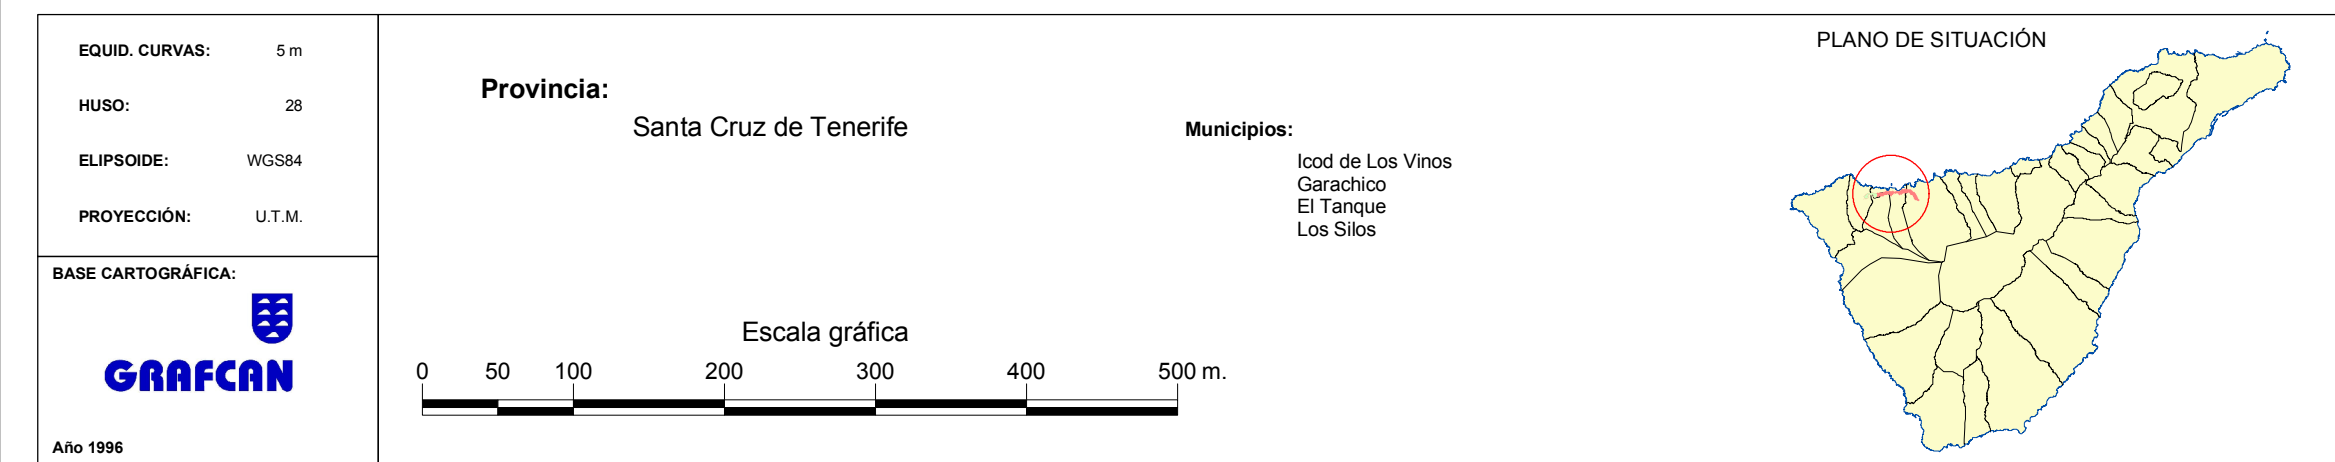 EQUID. CURVAS: 5 m
HUSO: 28
ELIPSOIDE: WGS84
PROYECCIÓN: U.T.M.
BASE CARTOGRÁFICA:
GRAFCAN
Año 1996
Provincia:
Santa Cruz de Tenerife
Municipios:
Icod de Los Vinos
Garachico
El Tanque
Los Silos
Escala gráfica
0 50 100 200 300 400 500 m.
PLANO DE SITUACIÓN